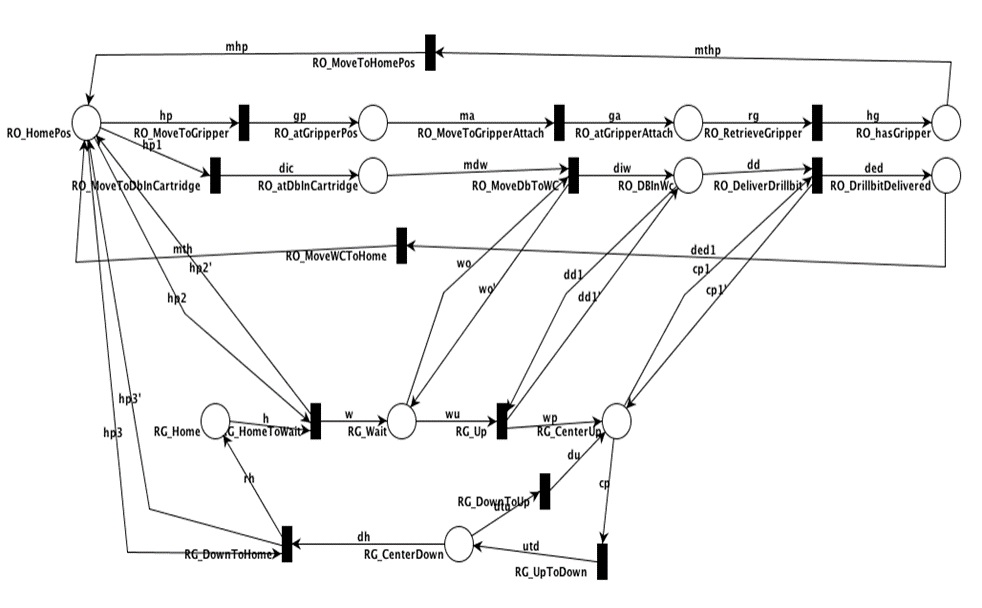 mhp
mthp
RO_MoveToHomePos
hp
gp
ma
ga
rg
hg
RO_HomePos
RO_MoveToGripper
RO_atGripperPos
RO_MoveToGripperAttach
RO_atGripperAttach
RO_RetrieveGripper
RO_hasGripper
hp1
dic
mdw
diw
dd
ded
RO_MoveToDbInCartridge
RO_atDbInCartridge
RO_MoveDbToWC
RO_DBInWc
RO_DeliverDrillbit
RO_DrillbitDelivered
mth
RO_MoveWCToHome
ded1
hp2'
wo
cp1
dd1
hp2
wo'
dd1'
cp1'
hp3'
h
w
wu
wp
hp3
RG_Home
G_HomeToWait
RG_Wait
RG_Up
RG_CenterUp
du
rh
cp
RG_DownToUp
dtu
dh
utd
RG_DownToHome
RG_CenterDown
RG_UpToDown